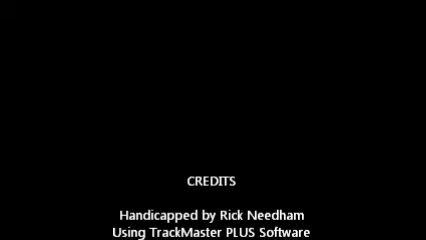 CREDITS
Handicapped by Rick Needham
Using TrackMaster PLUS Software